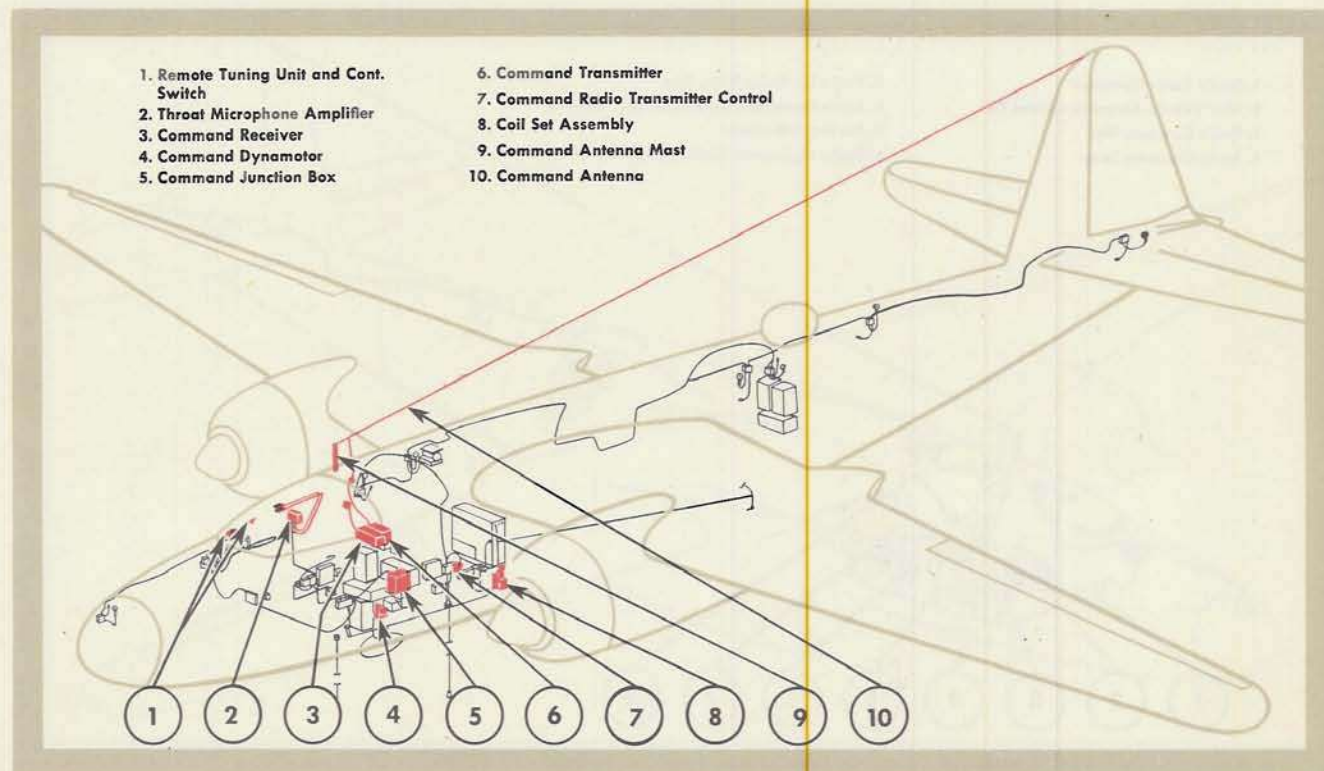 1. Remote Tuning Unit and Cont.
Switch
2. Throat Microphone Amplifier
3. Command Receiver
4. Command Dynamotor
5. Command Junction Box
6. Command Transmitter
7. Command Radio Transmitter Control
8. Coil Set Assembly
9. Command Antenna Mast
10. Command Antenna
1 2 3 4 5 6 7 8 9 10